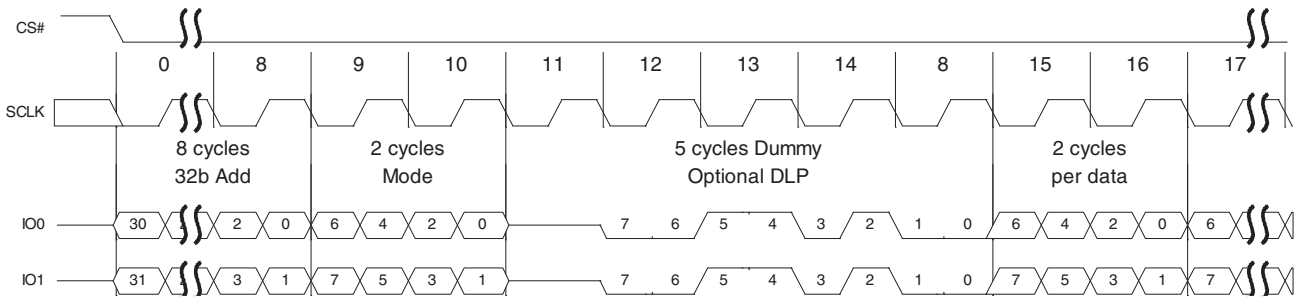 CS#
0 8 9 10 11 12 13 14 8 15 16 17
SCLK
8 cycles 2 cycles 5 cycles Dummy 2 cycles
32b Add Mode Optional DLP per data
IO0 30 2 0 6 4 2 0 7 6 5 4 3 2 1 0 6 4 2 0 6
IO1 31 3 1 7 5 3 1 7 6 5 4 3 2 1 0 7 5 3 1 7